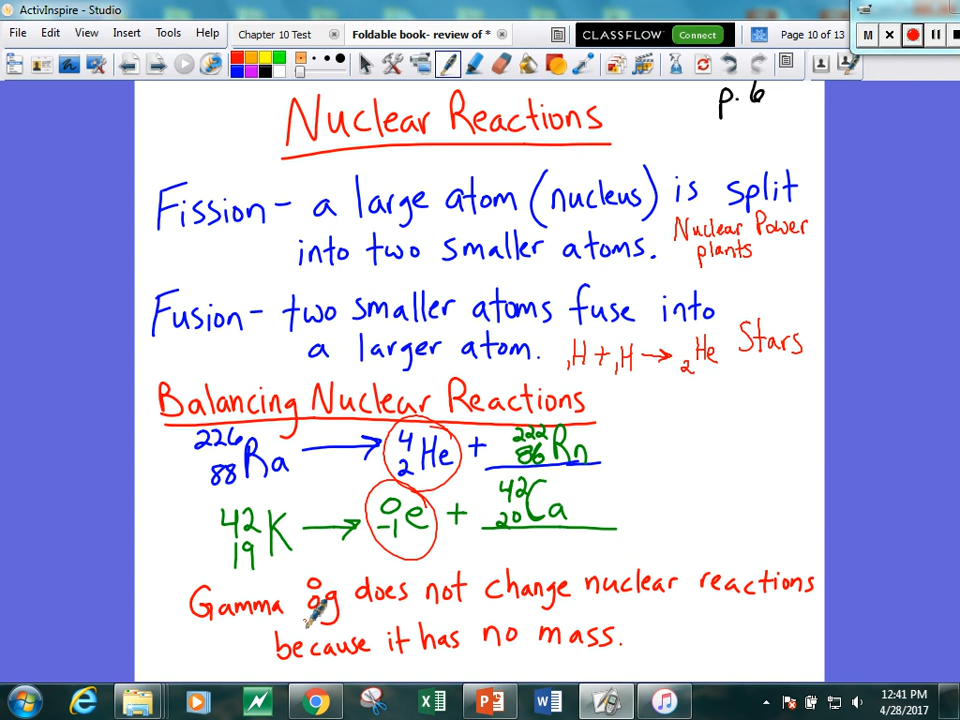 ActivInspire - Studio
File Edit View Insert Tools Help
Chapter 10 Test
Foldable book- review of *
CLASSFLOW Connect
Page 10 of 13
M
p. 6
Nuclear Reactions
Fission- a large atom (nucleus) is split
into two smaller atoms.
Nuclear Power
plants
Fusion- two smaller atoms fuse into
a larger atom.
₁H + ₁H → ₂He Stars
Balancing Nuclear Reactions
²²⁶₈₈Ra → ⁴₂He + ²²²₈₆Rn
⁴²₁₉K → ⁰₋₁e + ⁴²₂₀Ca
Gamma ⁰₀g does not change nuclear reactions
because it has no mass.
12:41 PM
4/28/2017